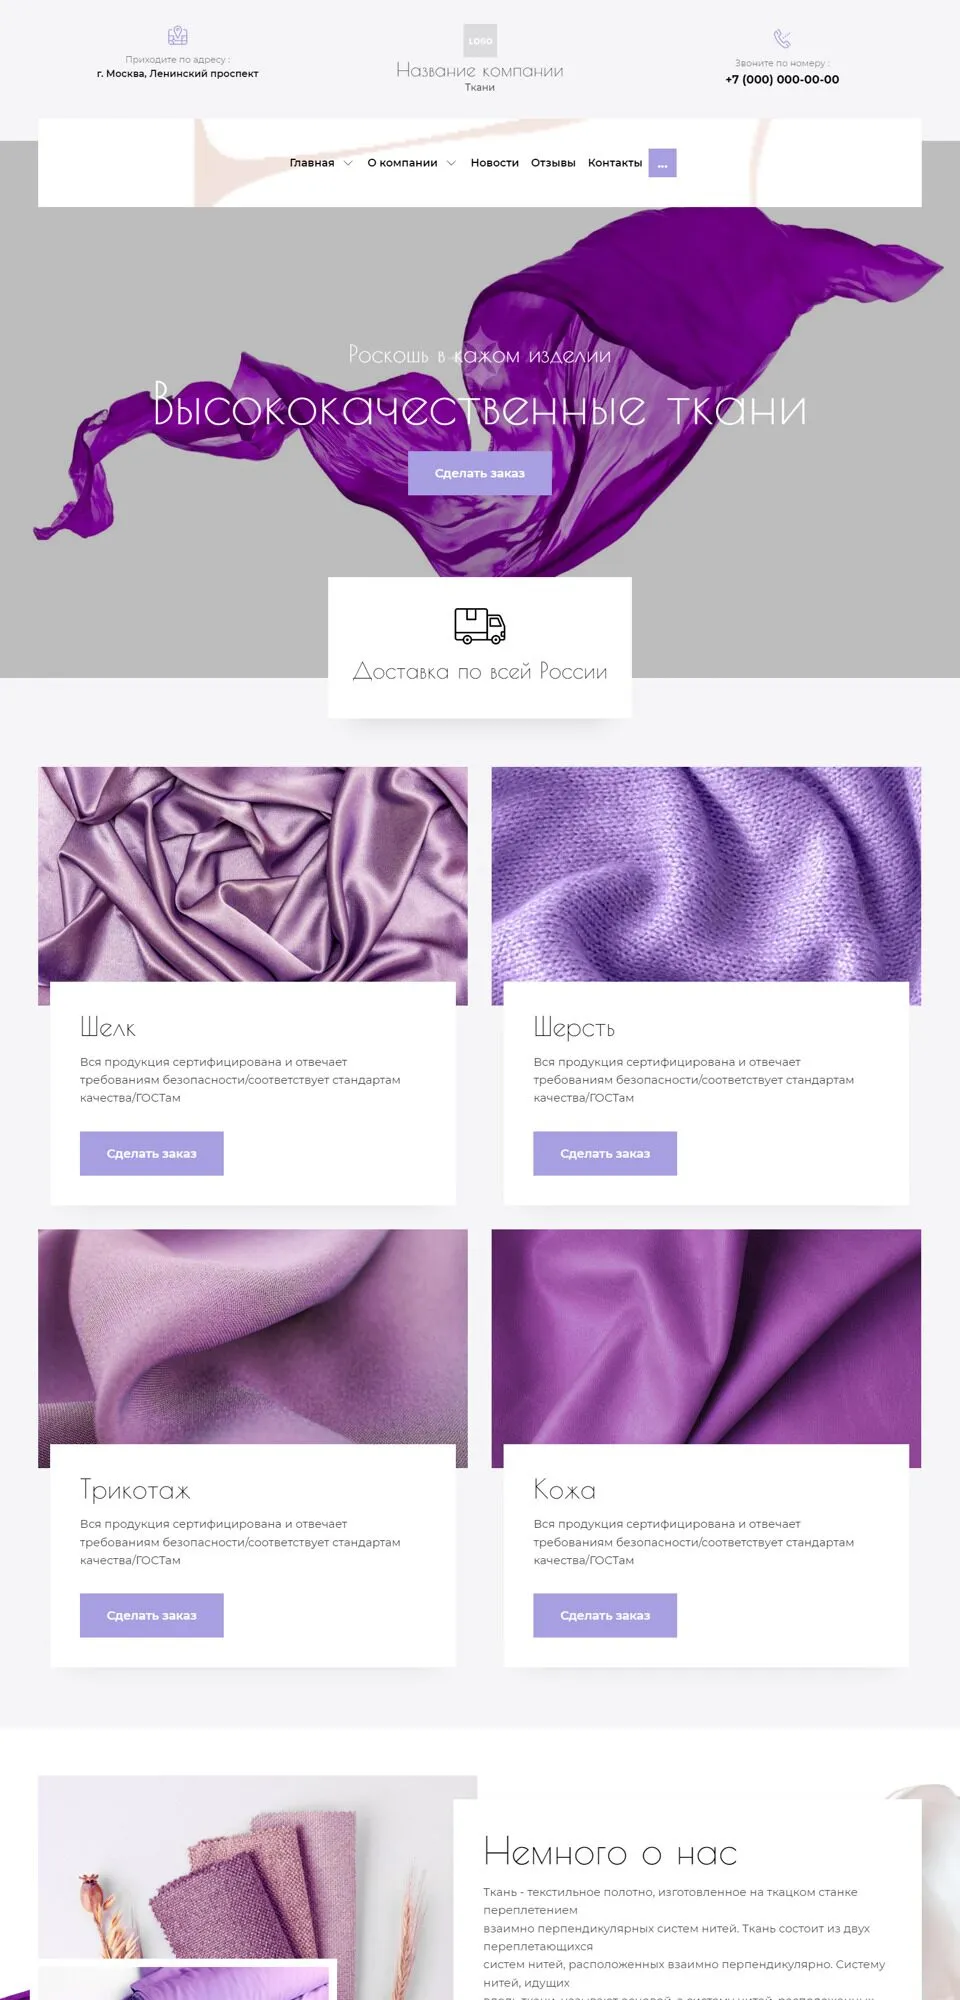 Приходите по адресу :
г. Москва, Ленинский проспект
LOGO
Название компании
Ткани
Звоните по номеру :
+7 (000) 000-00-00
Главная
О компании
Новости
Отзывы
Контакты
...
Роскошь в кажом изделии
Высококачественные ткани
Сделать заказ
Доставка по всей России
Шелк
Вся продукция сертифицирована и отвечает
требованиям безопасности/соответствует стандартам
качества/ГОСТам
Сделать заказ
Шерсть
Вся продукция сертифицирована и отвечает
требованиям безопасности/соответствует стандартам
качества/ГОСТам
Сделать заказ
Трикотаж
Вся продукция сертифицирована и отвечает
требованиям безопасности/соответствует стандартам
качества/ГОСТам
Сделать заказ
Кожа
Вся продукция сертифицирована и отвечает
требованиям безопасности/соответствует стандартам
качества/ГОСТам
Сделать заказ
Немного о нас
Ткань - текстильное полотно, изготовленное на ткацком станке
переплетением
взаимно перпендикулярных систем нитей. Ткань состоит из двух
переплетающихся
систем нитей, расположенных взаимно перпендикулярно. Систему
нитей, идущих